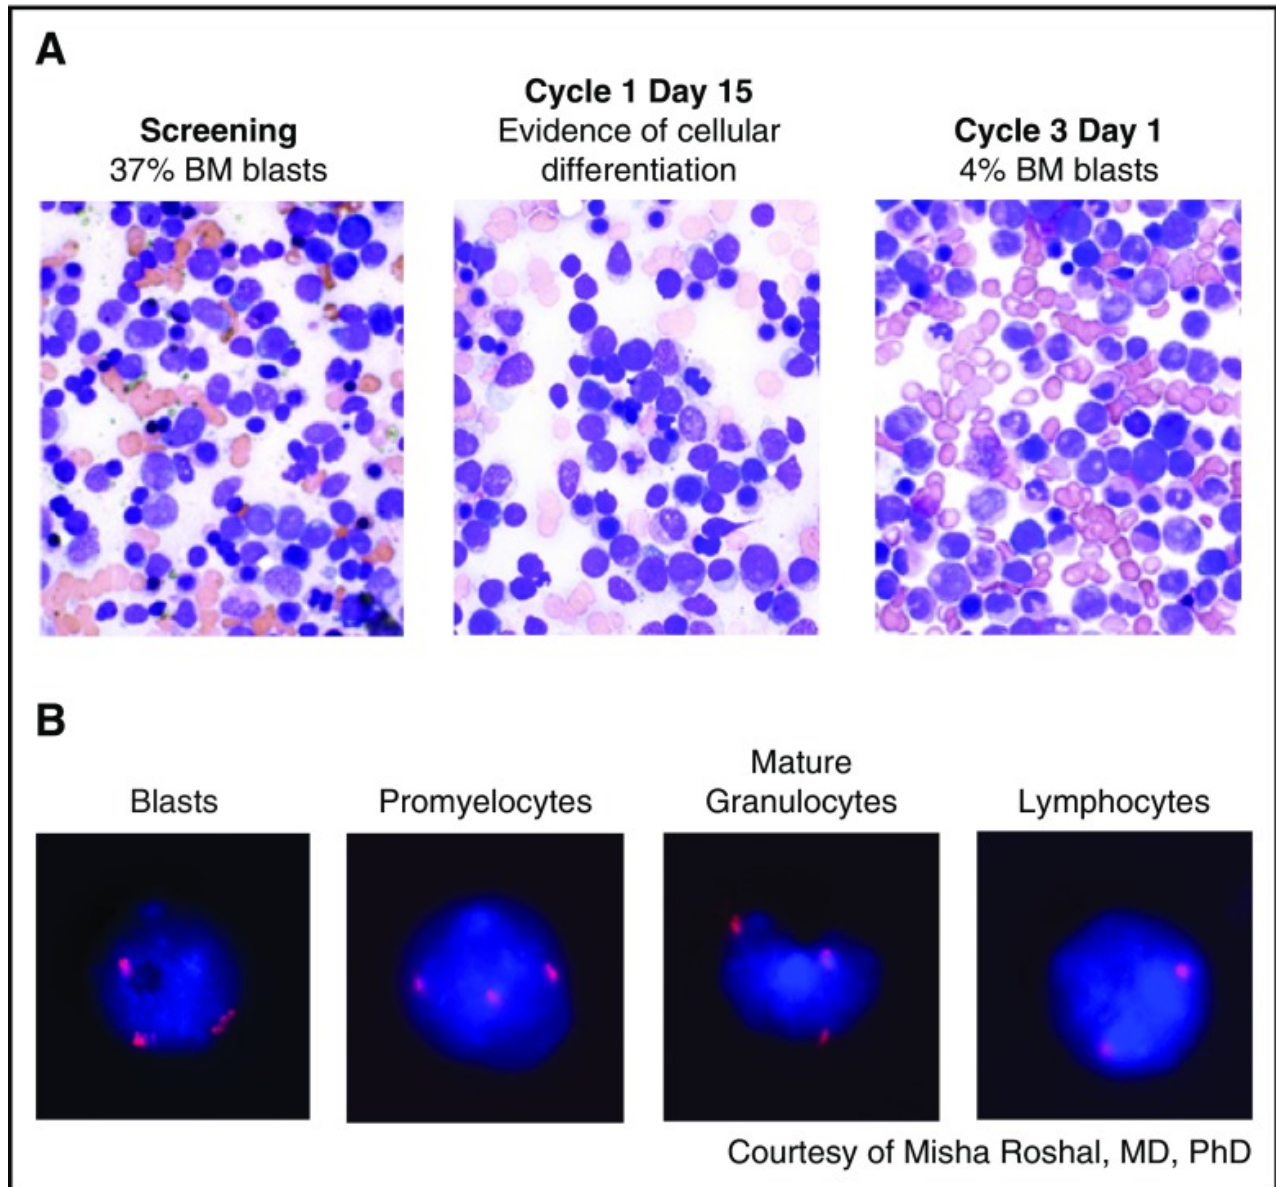 A
Screening
37% BM blasts
Cycle 1 Day 15
Evidence of cellular
differentiation
Cycle 3 Day 1
4% BM blasts
B
Blasts
Promyelocytes
Mature
Granulocytes
Lymphocytes
Courtesy of Misha Roshal, MD, PhD